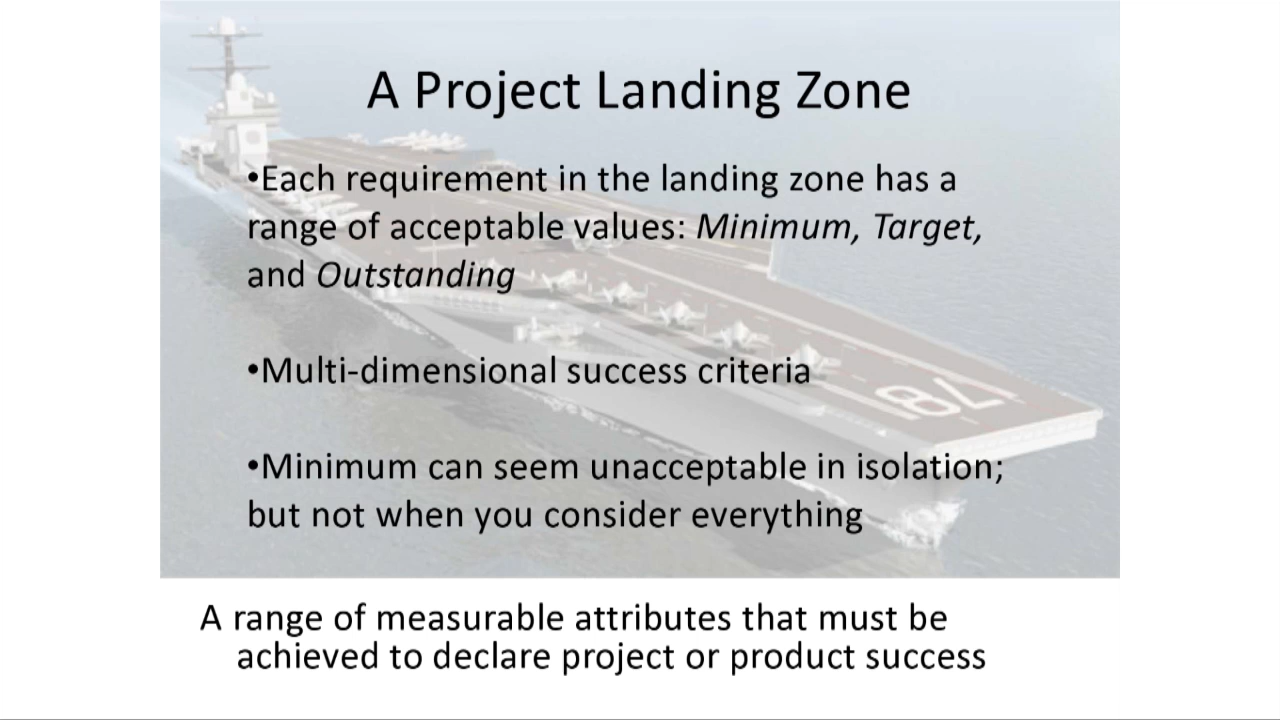 A Project Landing Zone
•Each requirement in the landing zone has a
range of acceptable values: Minimum, Target,
and Outstanding
•Multi-dimensional success criteria
78
•Minimum can seem unacceptable in isolation;
but not when you consider everything
A range of measurable attributes that must be
achieved to declare project or product success